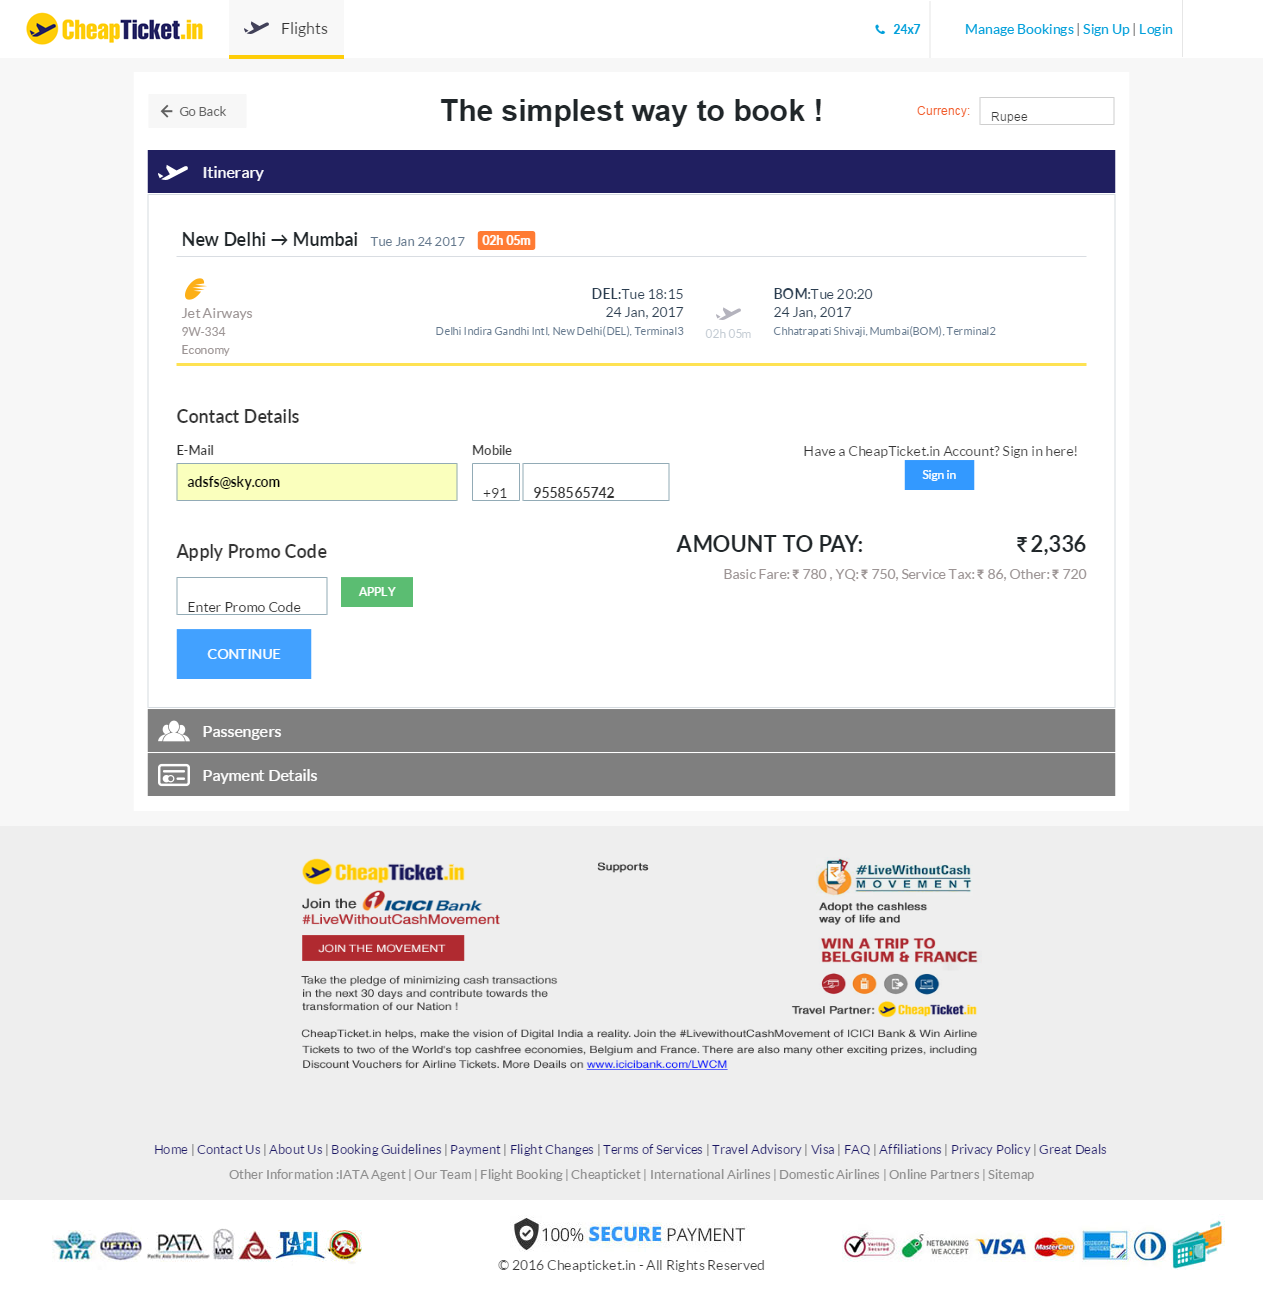 CheapTicket.in
Flights
24x7
Manage Bookings | Sign Up | Login
Go Back
The simplest way to book !
Currency:
Rupee
Itinerary
New Delhi → Mumbai Tue Jan 24 2017 02h 05m
Jet Airways
9W-334
Economy
DEL:Tue 18:15
24 Jan, 2017
Delhi Indira Gandhi Intl, New Delhi(DEL), Terminal3
02h 05m
BOM:Tue 20:20
24 Jan, 2017
Chhatrapati Shivaji, Mumbai(BOM), Terminal2
Contact Details
E-Mail
adsfs@sky.com
Mobile
+91 9558565742
Have a CheapTicket.in Account? Sign in here!
Sign in
Apply Promo Code
Enter Promo Code
APPLY
AMOUNT TO PAY: ₹ 2,336
Basic Fare: ₹ 780 , YQ: ₹ 750, Service Tax: ₹ 86, Other: ₹ 720
CONTINUE
Passengers
Payment Details
CheapTicket.in
Join the ICICI Bank
#LiveWithoutCashMovement
JOIN THE MOVEMENT
Take the pledge of minimizing cash transactions
in the next 30 days and contribute towards the
transformation of our Nation !
Supports
#LiveWithoutCash
MOVEMENT
Adopt the cashless
way of life and
WIN A TRIP TO
BELGIUM & FRANCE
Travel Partner: CheapTicket.in
CheapTicket.in helps, make the vision of Digital India a reality. Join the #LivewithoutCashMovement of ICICI Bank & Win Airline
Tickets to two of the World's top cashfree economies, Belgium and France. There are also many other exciting prizes, including
Discount Vouchers for Airline Tickets. More Deails on www.icicibank.com/LWCM
Home | Contact Us | About Us | Booking Guidelines | Payment | Flight Changes | Terms of Services | Travel Advisory | Visa | FAQ | Affiliations | Privacy Policy | Great Deals
Other Information :IATA Agent | Our Team | Flight Booking | Cheapticket | International Airlines | Domestic Airlines | Online Partners | Sitemap
IATA
UFTAA
PATA
Pacific Asia Travel Association
TAFI
100% SECURE PAYMENT
© 2016 Cheapticket.in - All Rights Reserved
VeriSign
Secured
NETBANKING
WE ACCEPT
VISA
MasterCard